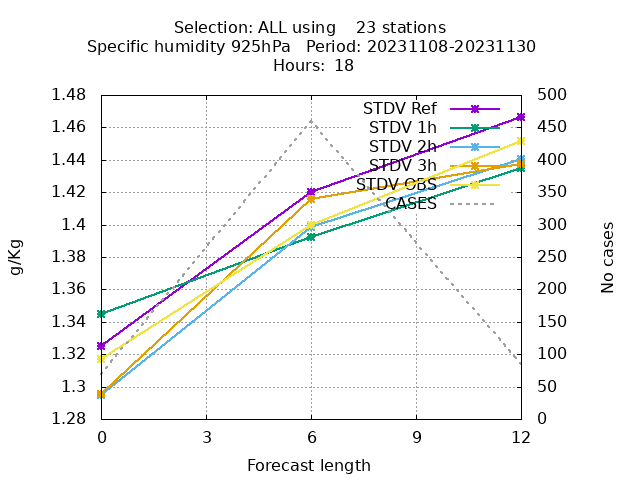 Selection: ALL using    23 stations
Specific humidity 925hPa   Period: 20231108-20231130
Hours:  18
1.48
1.46
1.44
1.42
1.4
1.38
1.36
1.34
1.32
1.3
1.28
g/Kg
STDV Ref
STDV 1h
STDV 2h
STDV 3h
STDV OBS
CASES
500
450
400
350
300
250
200
150
100
50
0
No cases
0 3 6 9 12
Forecast length